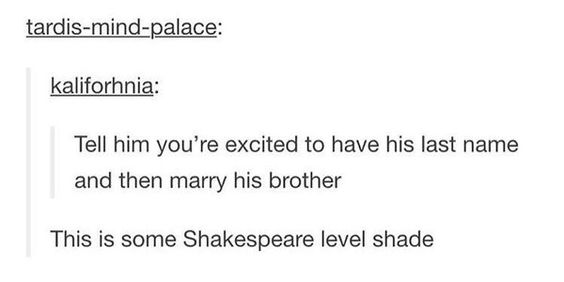 tardis-mind-palace:
kaliforhnia:
Tell him you’re excited to have his last name
and then marry his brother
This is some Shakespeare level shade